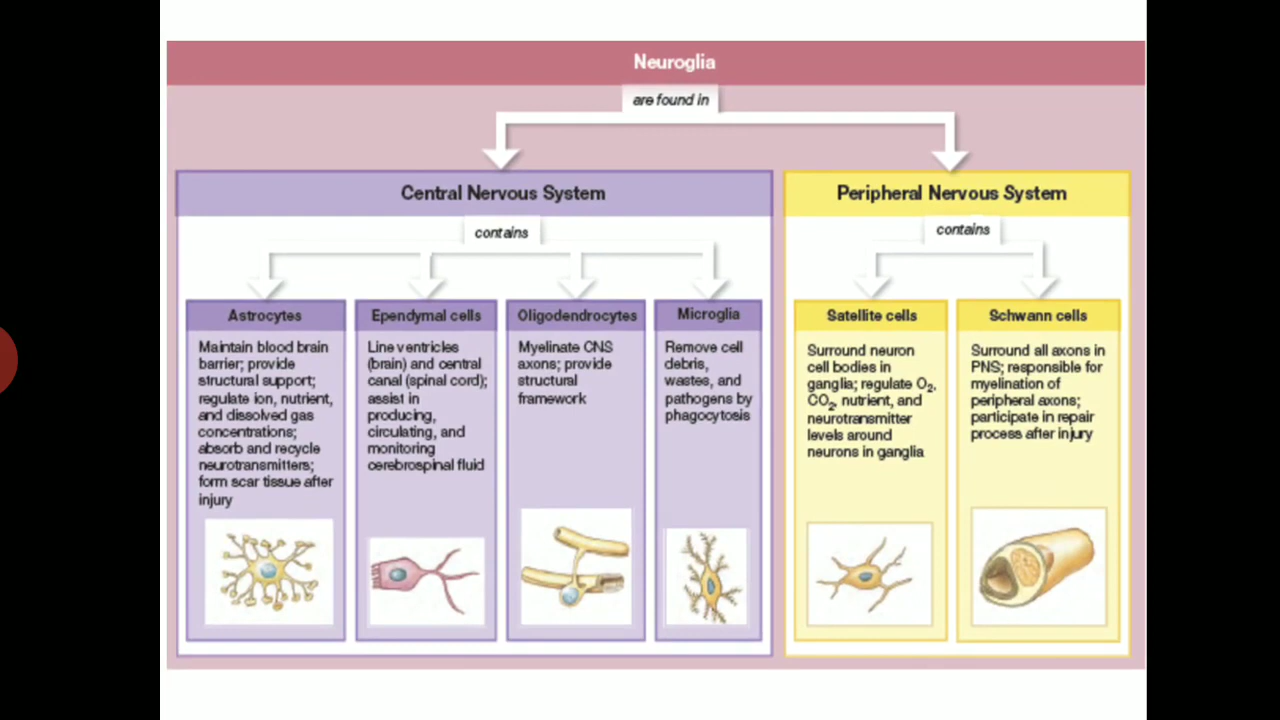 Neuroglia
are found in
Central Nervous System
contains
Astrocytes
Maintain blood brain
barrier; provide
structural support;
regulate ion, nutrient,
and dissolved gas
concentrations;
absorb and recycle
neurotransmitters;
form scar tissue after
injury
Ependymal cells
Line ventricles
(brain) and central
canal (spinal cord);
assist in
producing,
circulating, and
monitoring
cerebrospinal fluid
Oligodendrocytes
Myelinate CNS
axons; provide
structural
framework
Microglia
Remove cell
debris,
wastes, and
pathogens by
phagocytosis
Peripheral Nervous System
contains
Satellite cells
Surround neuron
cell bodies in
ganglia; regulate O₂,
CO₂, nutrient, and
neurotransmitter
levels around
neurons in ganglia
Schwann cells
Surround all axons in
PNS; responsible for
myelination of
peripheral axons;
participate in repair
process after injury